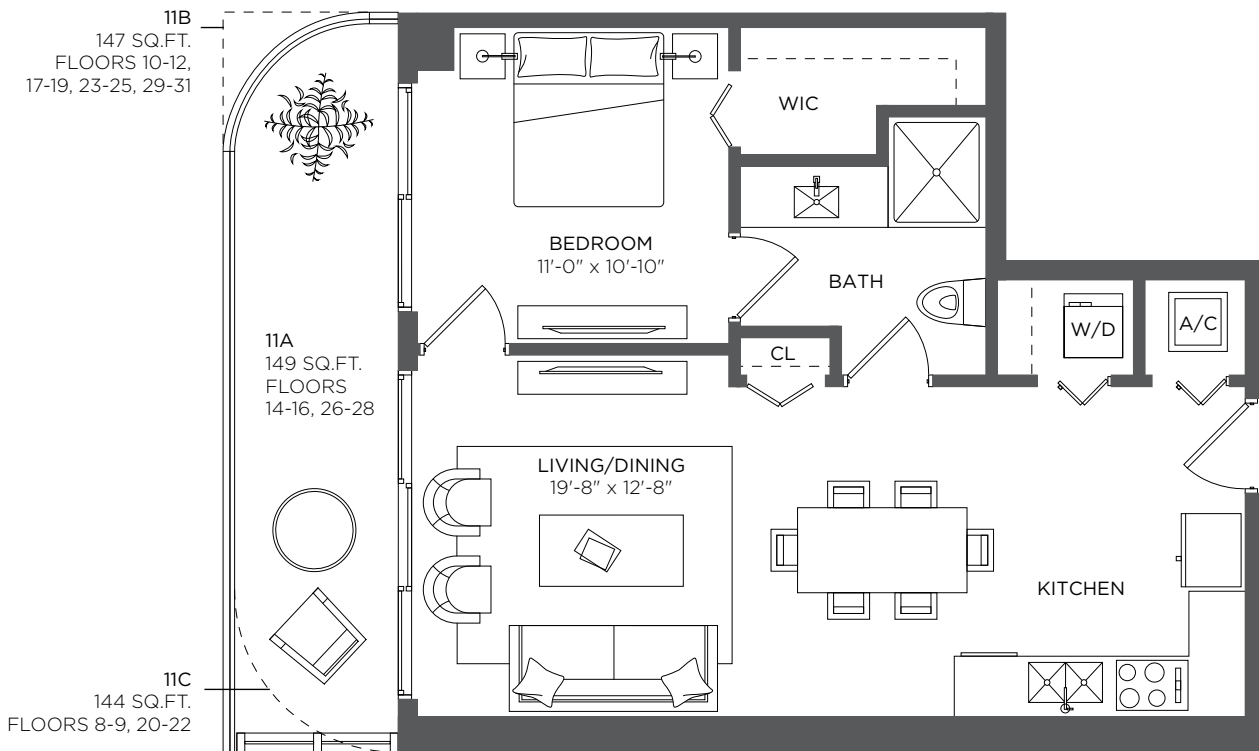 11B
147 SQ.FT.
FLOORS 10-12,
17-19, 23-25, 29-31
WIC
BEDROOM
11'-0" x 10'-10"
BATH
W/D
A/C
CL
11A
149 SQ.FT.
FLOORS
14-16, 26-28
LIVING/DINING
19'-8" x 12'-8"
KITCHEN
11C
144 SQ.FT.
FLOORS 8-9, 20-22